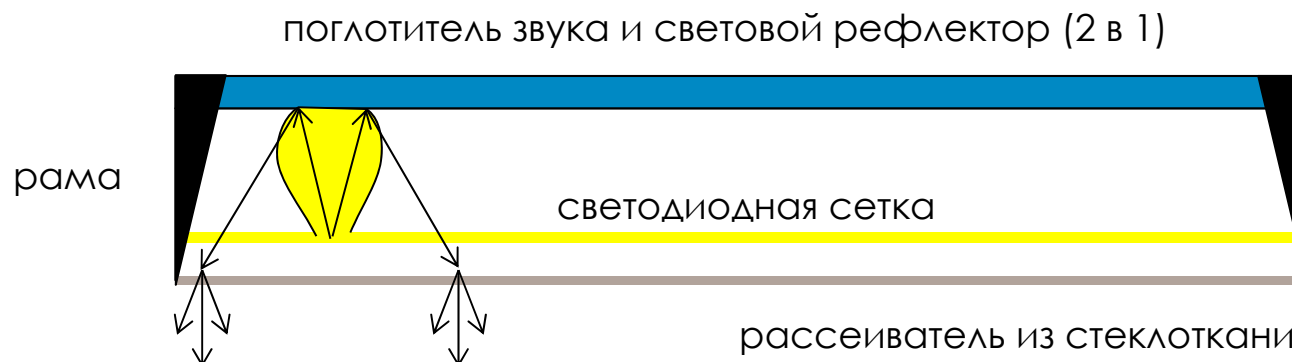 поглотитель звука и световой рефлектор (2 в 1)
рама
светодиодная сетка
рассеиватель из стеклоткани